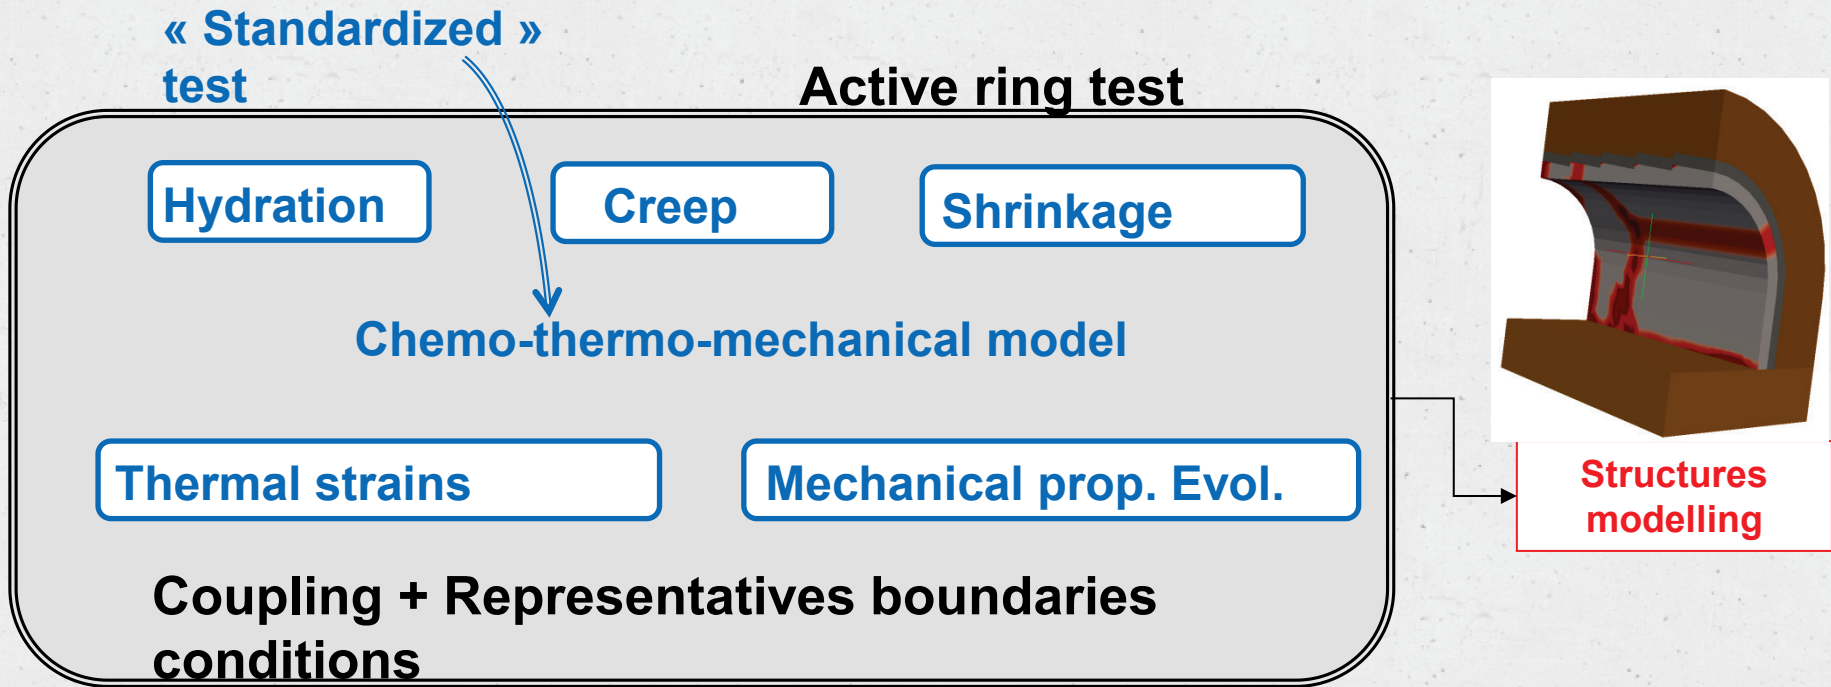 « Standardized »
test
Active ring test
Hydration
Creep
Shrinkage
Chemo-thermo-mechanical model
Thermal strains
Mechanical prop. Evol.
Structures
modelling
Coupling + Representatives boundaries
conditions